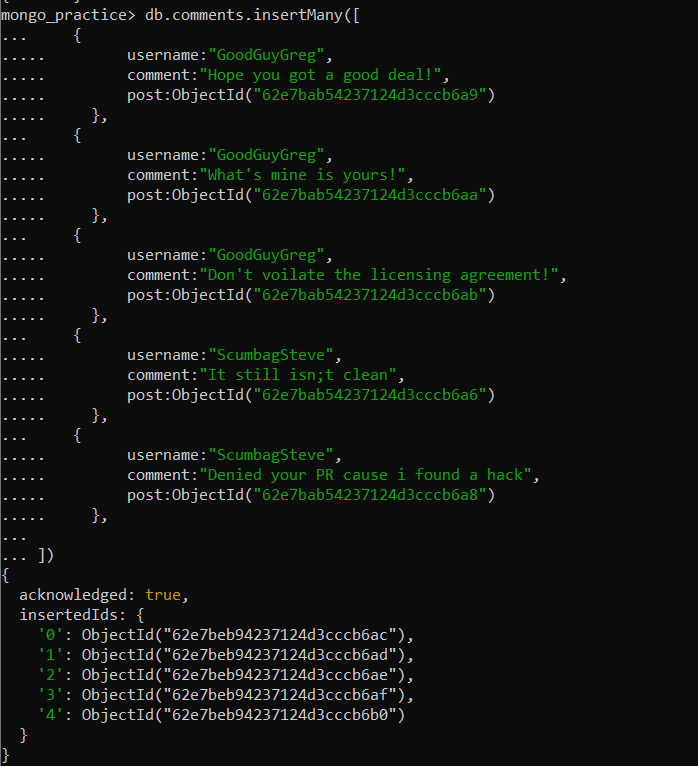 mongo_practice> db.comments.insertMany([
... {
..... username:"GoodGuyGreg",
..... comment:"Hope you got a good deal!",
..... post:ObjectId("62e7bab54237124d3cccb6a9")
..... },
... {
..... username:"GoodGuyGreg",
..... comment:"What's mine is yours!",
..... post:ObjectId("62e7bab54237124d3cccb6aa")
..... },
... {
..... username:"GoodGuyGreg",
..... comment:"Don't voilate the licensing agreement!",
..... post:ObjectId("62e7bab54237124d3cccb6ab")
..... },
... {
..... username:"ScumbagSteve",
..... comment:"It still isn;t clean",
..... post:ObjectId("62e7bab54237124d3cccb6a6")
..... },
... {
..... username:"ScumbagSteve",
..... comment:"Denied your PR cause i found a hack",
..... post:ObjectId("62e7bab54237124d3cccb6a8")
..... },
...
... ])
{
acknowledged: true,
insertedIds: {
'0': ObjectId("62e7beb94237124d3cccb6ac"),
'1': ObjectId("62e7beb94237124d3cccb6ad"),
'2': ObjectId("62e7beb94237124d3cccb6ae"),
'3': ObjectId("62e7beb94237124d3cccb6af"),
'4': ObjectId("62e7beb94237124d3cccb6b0")
}
}